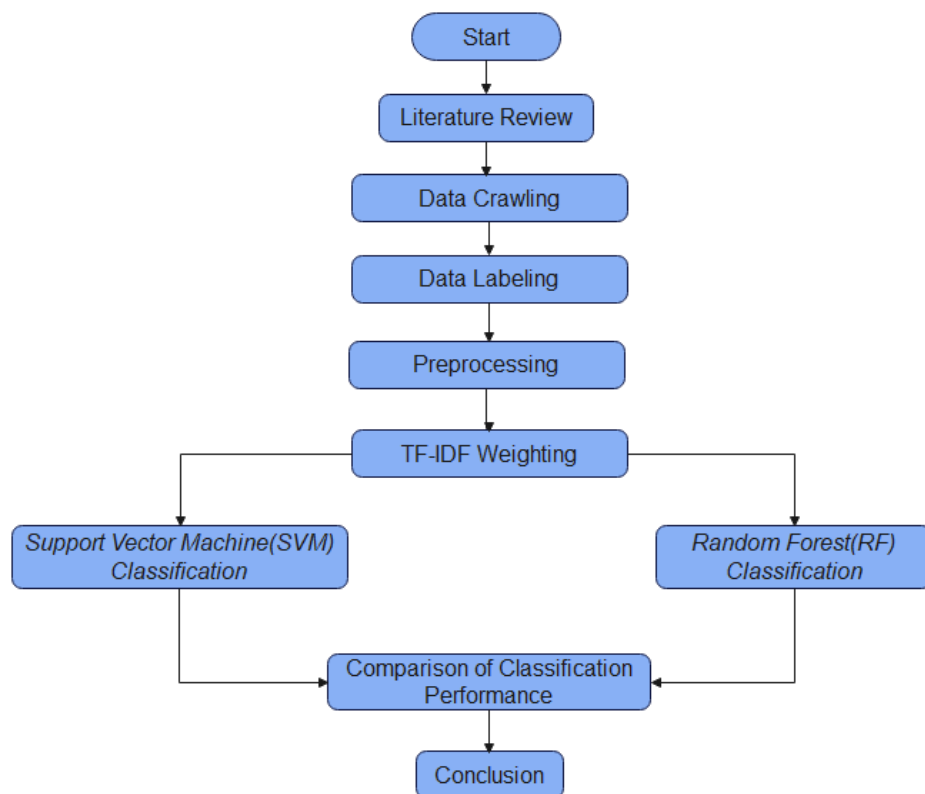 Start
Literature Review
Data Crawling
Data Labeling
Preprocessing
TF-IDF Weighting
Support Vector Machine(SVM)
Classification
Random Forest(RF)
Classification
Comparison of Classification
Performance
Conclusion